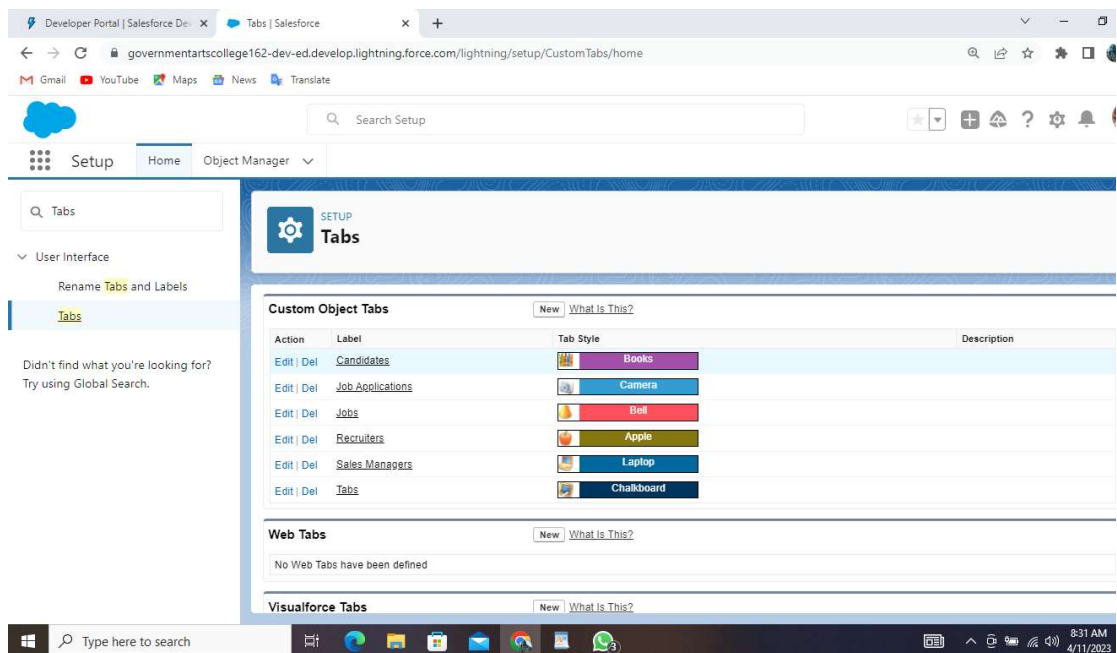 Developer Portal | Salesforce De
Tabs | Salesforce
governmentartscollege162-dev-ed.develop.lightning.force.com/lightning/setup/CustomTabs/home
Gmail YouTube Maps News Translate
Search Setup
Setup Home Object Manager
Tabs
User Interface
Rename Tabs and Labels
Tabs
Didn't find what you're looking for?
Try using Global Search.
SETUP
Tabs
Custom Object Tabs New What Is This?
Action Label Tab Style Description
Edit | Del Candidates Books
Edit | Del Job Applications Camera
Edit | Del Jobs Bell
Edit | Del Recruiters Apple
Edit | Del Sales Managers Laptop
Edit | Del Tabs Chalkboard
Web Tabs New What Is This?
No Web Tabs have been defined
Visualforce Tabs New What Is This?
Type here to search
3
8:31 AM
4/11/2023